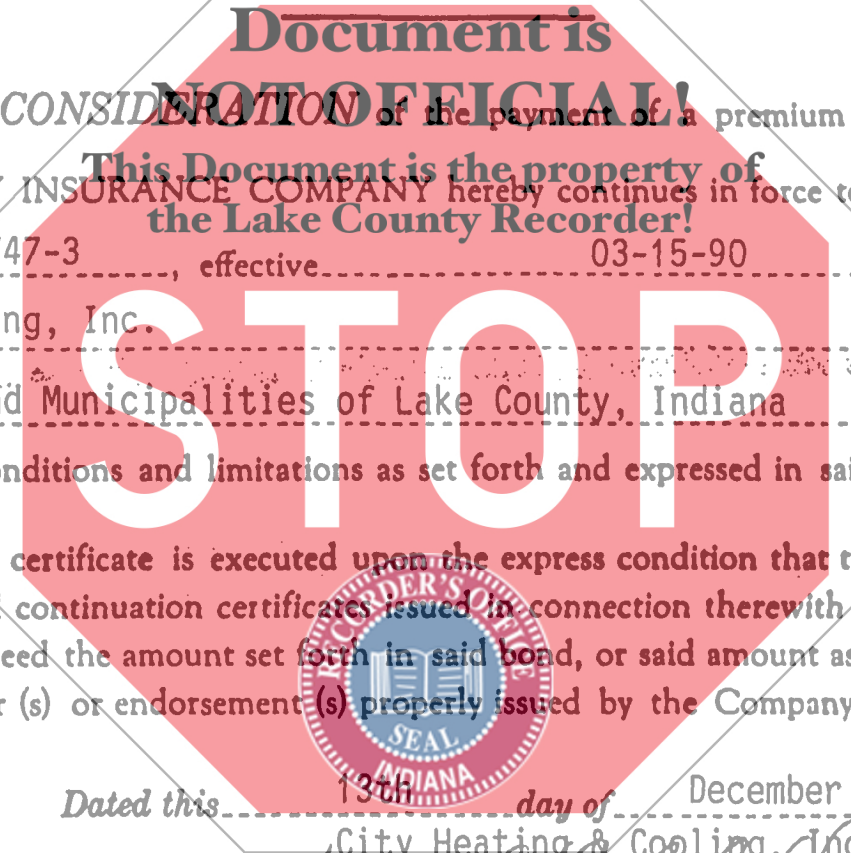 Document is
NOT OFFICIAL!
CONSIDERATION of the payment of a premium
This Document is the property of
INSURANCE COMPANY hereby continues in force
the Lake County Recorder!
47-3, effective 03-15-90
ng, Inc.
STOP
Municipalities of Lake County, Indiana
nditions and limitations as set forth and expressed in sai
certificate is executed upon the express condition that t
continuation certificates issued in connection therewith
eed the amount set forth in said bond, or said amount as
(s) or endorsement (s) properly issued by the Company
RECORDER'S OFFICE
SEAL
INDIANA
Dated this 13th day of December
City Heating & Cooling, Inc